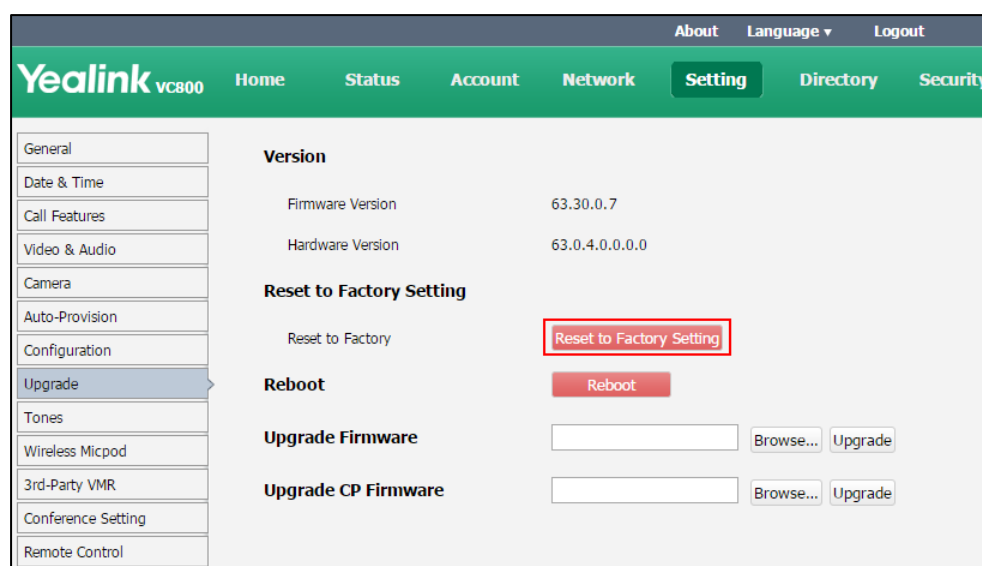 About Language ▾ Logout
Yealink VC800 Home Status Account Network Setting Directory Security
General
Date & Time
Call Features
Video & Audio
Camera
Auto-Provision
Configuration
Upgrade
Tones
Wireless Micpod
3rd-Party VMR
Conference Setting
Remote Control
Version
Firmware Version 63.30.0.7
Hardware Version 63.0.4.0.0.0.0
Reset to Factory Setting
Reset to Factory Reset to Factory Setting
Reboot Reboot
Upgrade Firmware Browse... Upgrade
Upgrade CP Firmware Browse... Upgrade